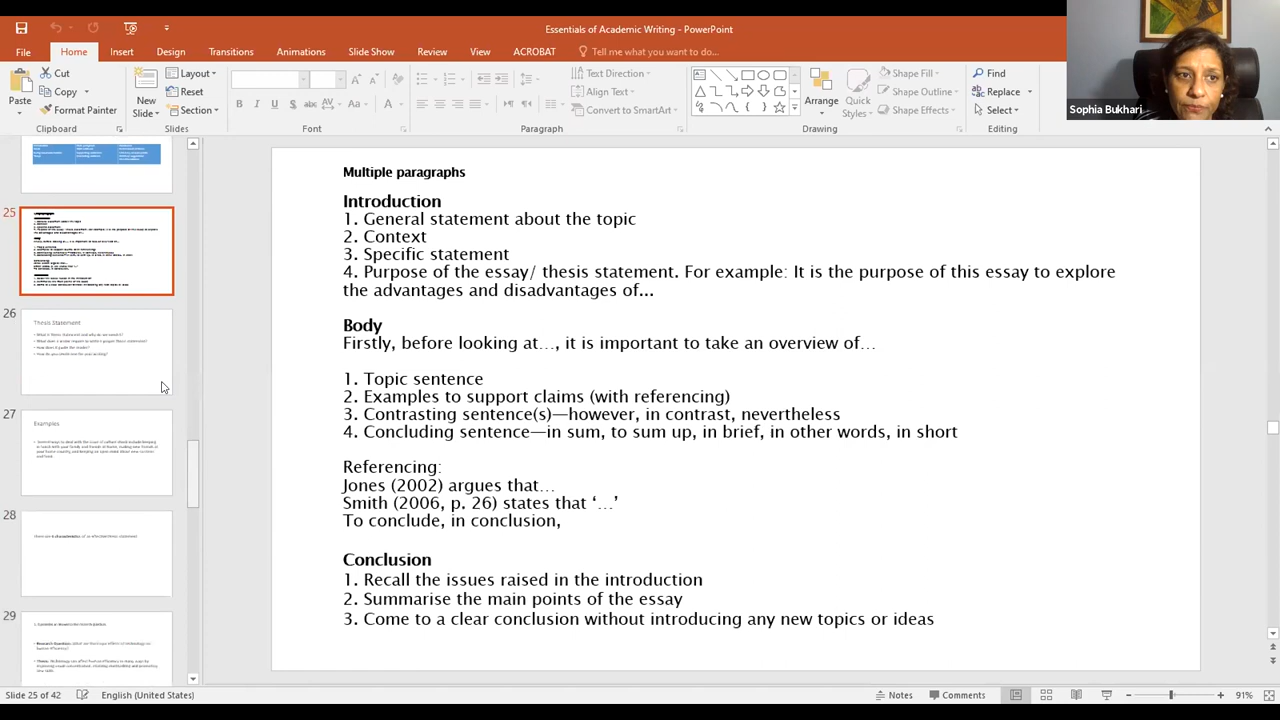 Essentials of Academic Writing - PowerPoint
File Home Insert Design Transitions Animations Slide Show Review View ACROBAT Tell me what you want to do...
Sophia Bukhari
Paste
Cut
Copy
Format Painter
Clipboard
New Slide
Layout
Reset
Section
Slides
Font
Text Direction
Align Text
Convert to SmartArt
Paragraph
Arrange
Quick Styles
Shape Fill
Shape Outline
Shape Effects
Drawing
Find
Replace
Select
Editing
25
26
Thesis Statement
27
Examples
28
29
Multiple paragraphs
Introduction
1. General statement about the topic
2. Context
3. Specific statement
4. Purpose of the essay/ thesis statement. For example: It is the purpose of this essay to explore
the advantages and disadvantages of...
Body
Firstly, before looking at..., it is important to take an overview of...
1. Topic sentence
2. Examples to support claims (with referencing)
3. Contrasting sentence(s)—however, in contrast, nevertheless
4. Concluding sentence—in sum, to sum up, in brief, in other words, in short
Referencing:
Jones (2002) argues that...
Smith (2006, p. 26) states that ‘...’
To conclude, in conclusion,
Conclusion
1. Recall the issues raised in the introduction
2. Summarise the main points of the essay
3. Come to a clear conclusion without introducing any new topics or ideas
Slide 25 of 42 English (United States) Notes Comments 91%